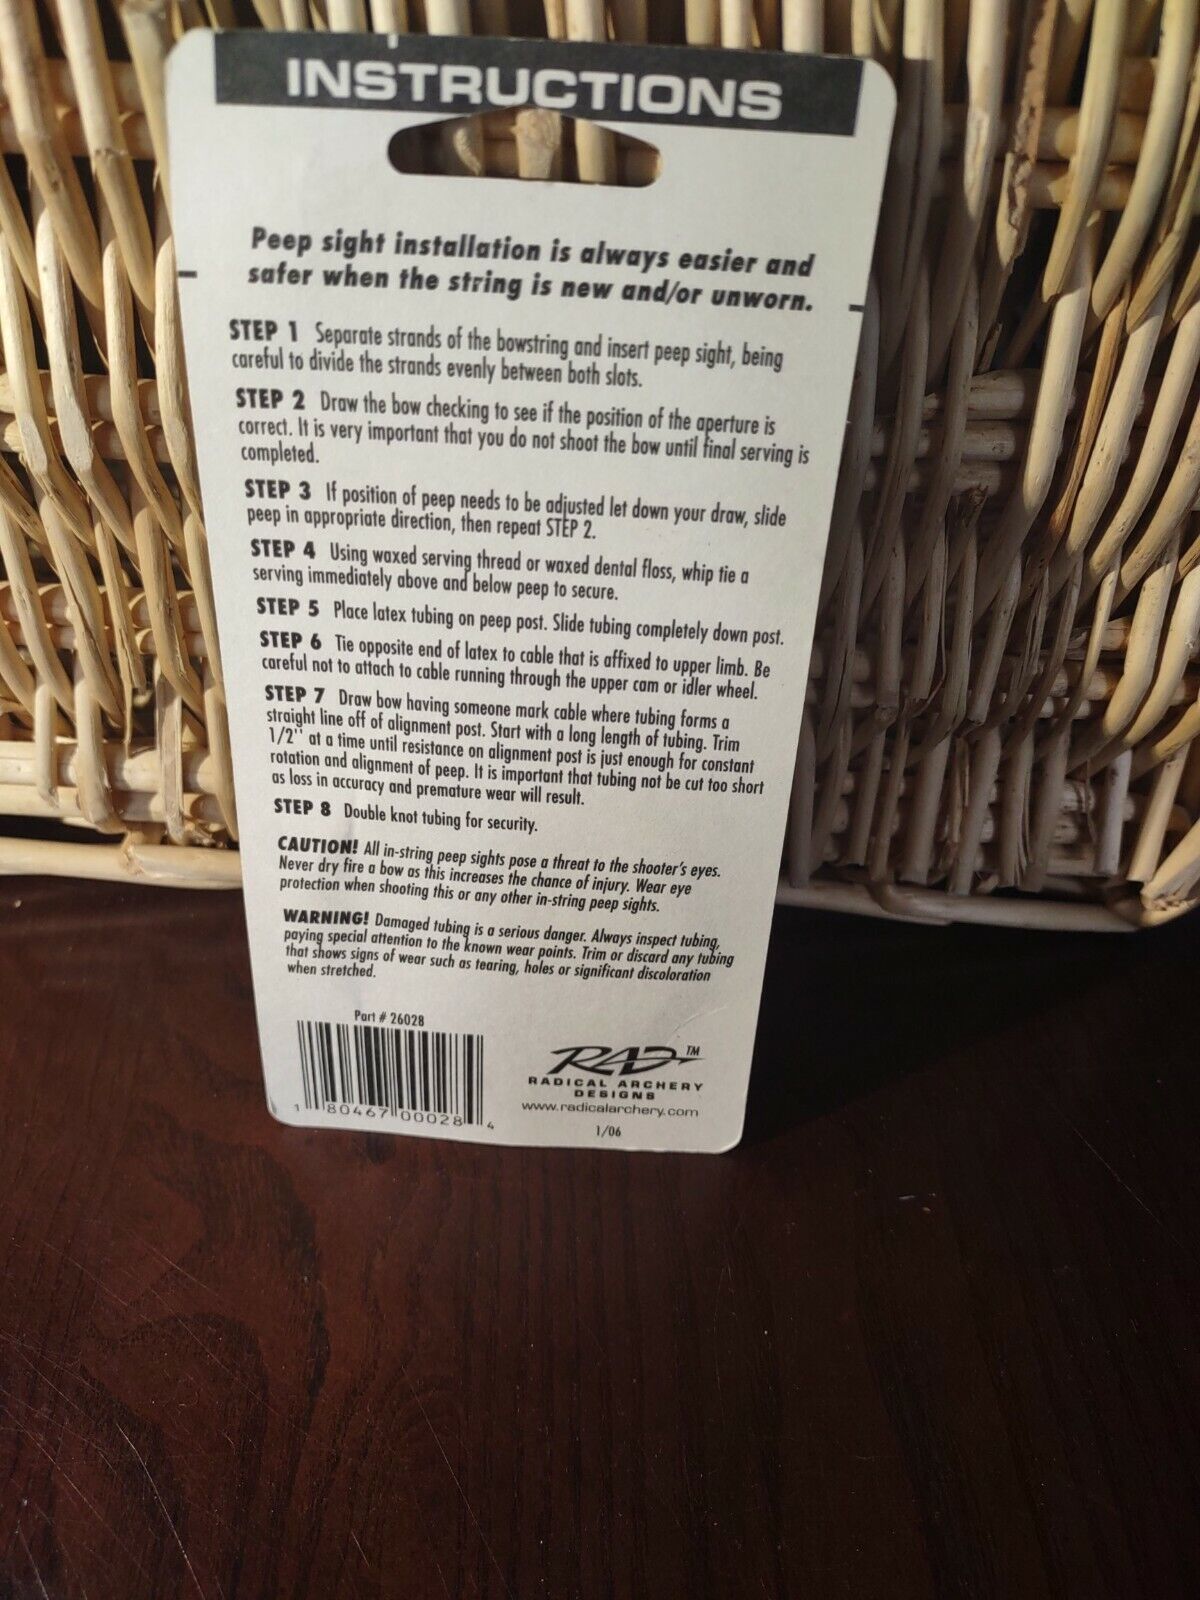 INSTRUCTIONS
Peep sight installation is always easier and
safer when the string is new and/or unworn.
STEP 1 Separate strands of the bowstring and insert peep sight, being
careful to divide the strands evenly between both slots.
STEP 2 Draw the bow checking to see if the position of the aperture is
correct. It is very important that you do not shoot the bow until final serving is
completed.
STEP 3 If position of peep needs to be adjusted let down your draw, slide
peep in appropriate direction, then repeat STEP 2.
STEP 4 Using waxed serving thread or waxed dental floss, whip tie a
serving immediately above and below peep to secure.
STEP 5 Place latex tubing on peep post. Slide tubing completely down post.
STEP 6 Tie opposite end of latex to cable that is affixed to upper limb. Be
careful not to attach to cable running through the upper cam or idler wheel.
STEP 7 Draw bow having someone mark cable where tubing forms a
straight line off of alignment post. Start with a long length of tubing. Trim
1/2'' at a time until resistance on alignment post is just enough for constant
rotation and alignment of peep. It is important that tubing not be cut too short
as loss in accuracy and premature wear will result.
STEP 8 Double knot tubing for security.
CAUTION! All in-string peep sights pose a threat to the shooter's eyes.
Never dry fire a bow as this increases the chance of injury. Wear eye
protection when shooting this or any other in-string peep sights.
WARNING! Damaged tubing is a serious danger. Always inspect tubing,
paying special attention to the known wear points. Trim or discard any tubing
that shows signs of wear such as tearing, holes or significant discoloration
when stretched.
Part # 26028
1 80467 00028 4
RAD™
RADICAL ARCHERY
DESIGNS
www.radicalarchery.com
1/06